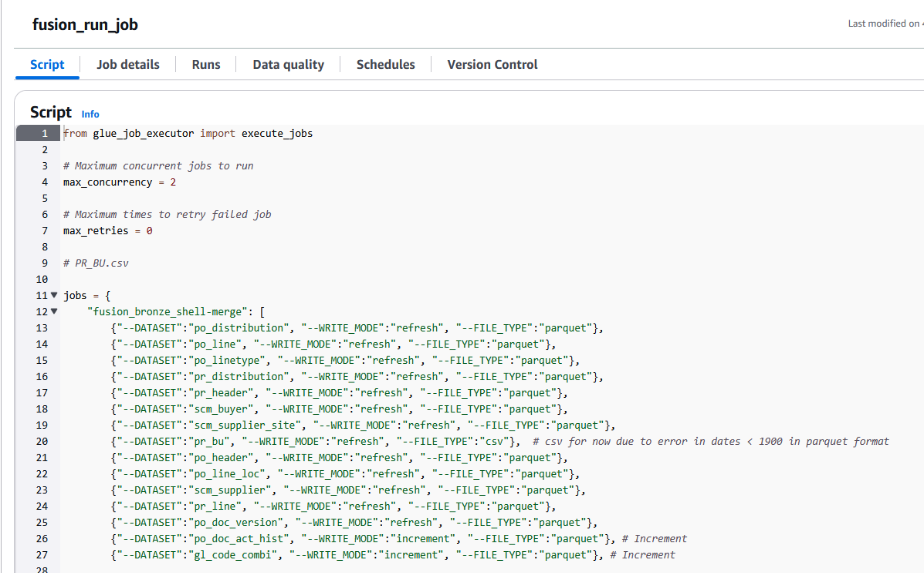 fusion_run_job
Last modified on
Script Job details Runs Data quality Schedules Version Control
Script Info
1 from glue_job_executor import execute_jobs
2
3 # Maximum concurrent jobs to run
4 max_concurrency = 2
5
6 # Maximum times to retry failed job
7 max_retries = 0
8
9 # PR_BU.csv
10
11 jobs = {
12 "fusion_bronze_shell-merge": [
13 {"--DATASET":"po_distribution", "--WRITE_MODE":"refresh", "--FILE_TYPE":"parquet"},
14 {"--DATASET":"po_line", "--WRITE_MODE":"refresh", "--FILE_TYPE":"parquet"},
15 {"--DATASET":"po_linetype", "--WRITE_MODE":"refresh", "--FILE_TYPE":"parquet"},
16 {"--DATASET":"pr_distribution", "--WRITE_MODE":"refresh", "--FILE_TYPE":"parquet"},
17 {"--DATASET":"pr_header", "--WRITE_MODE":"refresh", "--FILE_TYPE":"parquet"},
18 {"--DATASET":"scm_buyer", "--WRITE_MODE":"refresh", "--FILE_TYPE":"parquet"},
19 {"--DATASET":"scm_supplier_site", "--WRITE_MODE":"refresh", "--FILE_TYPE":"parquet"},
20 {"--DATASET":"pr_bu", "--WRITE_MODE":"refresh", "--FILE_TYPE":"csv"}, # csv for now due to error in dates < 1900 in parquet format
21 {"--DATASET":"po_header", "--WRITE_MODE":"refresh", "--FILE_TYPE":"parquet"},
22 {"--DATASET":"po_line_loc", "--WRITE_MODE":"refresh", "--FILE_TYPE":"parquet"},
23 {"--DATASET":"scm_supplier", "--WRITE_MODE":"refresh", "--FILE_TYPE":"parquet"},
24 {"--DATASET":"pr_line", "--WRITE_MODE":"refresh", "--FILE_TYPE":"parquet"},
25 {"--DATASET":"po_doc_version", "--WRITE_MODE":"refresh", "--FILE_TYPE":"parquet"},
26 {"--DATASET":"po_doc_act_hist", "--WRITE_MODE":"increment", "--FILE_TYPE":"parquet"}, # Increment
27 {"--DATASET":"gl_code_combi", "--WRITE_MODE":"increment", "--FILE_TYPE":"parquet"}, # Increment
28